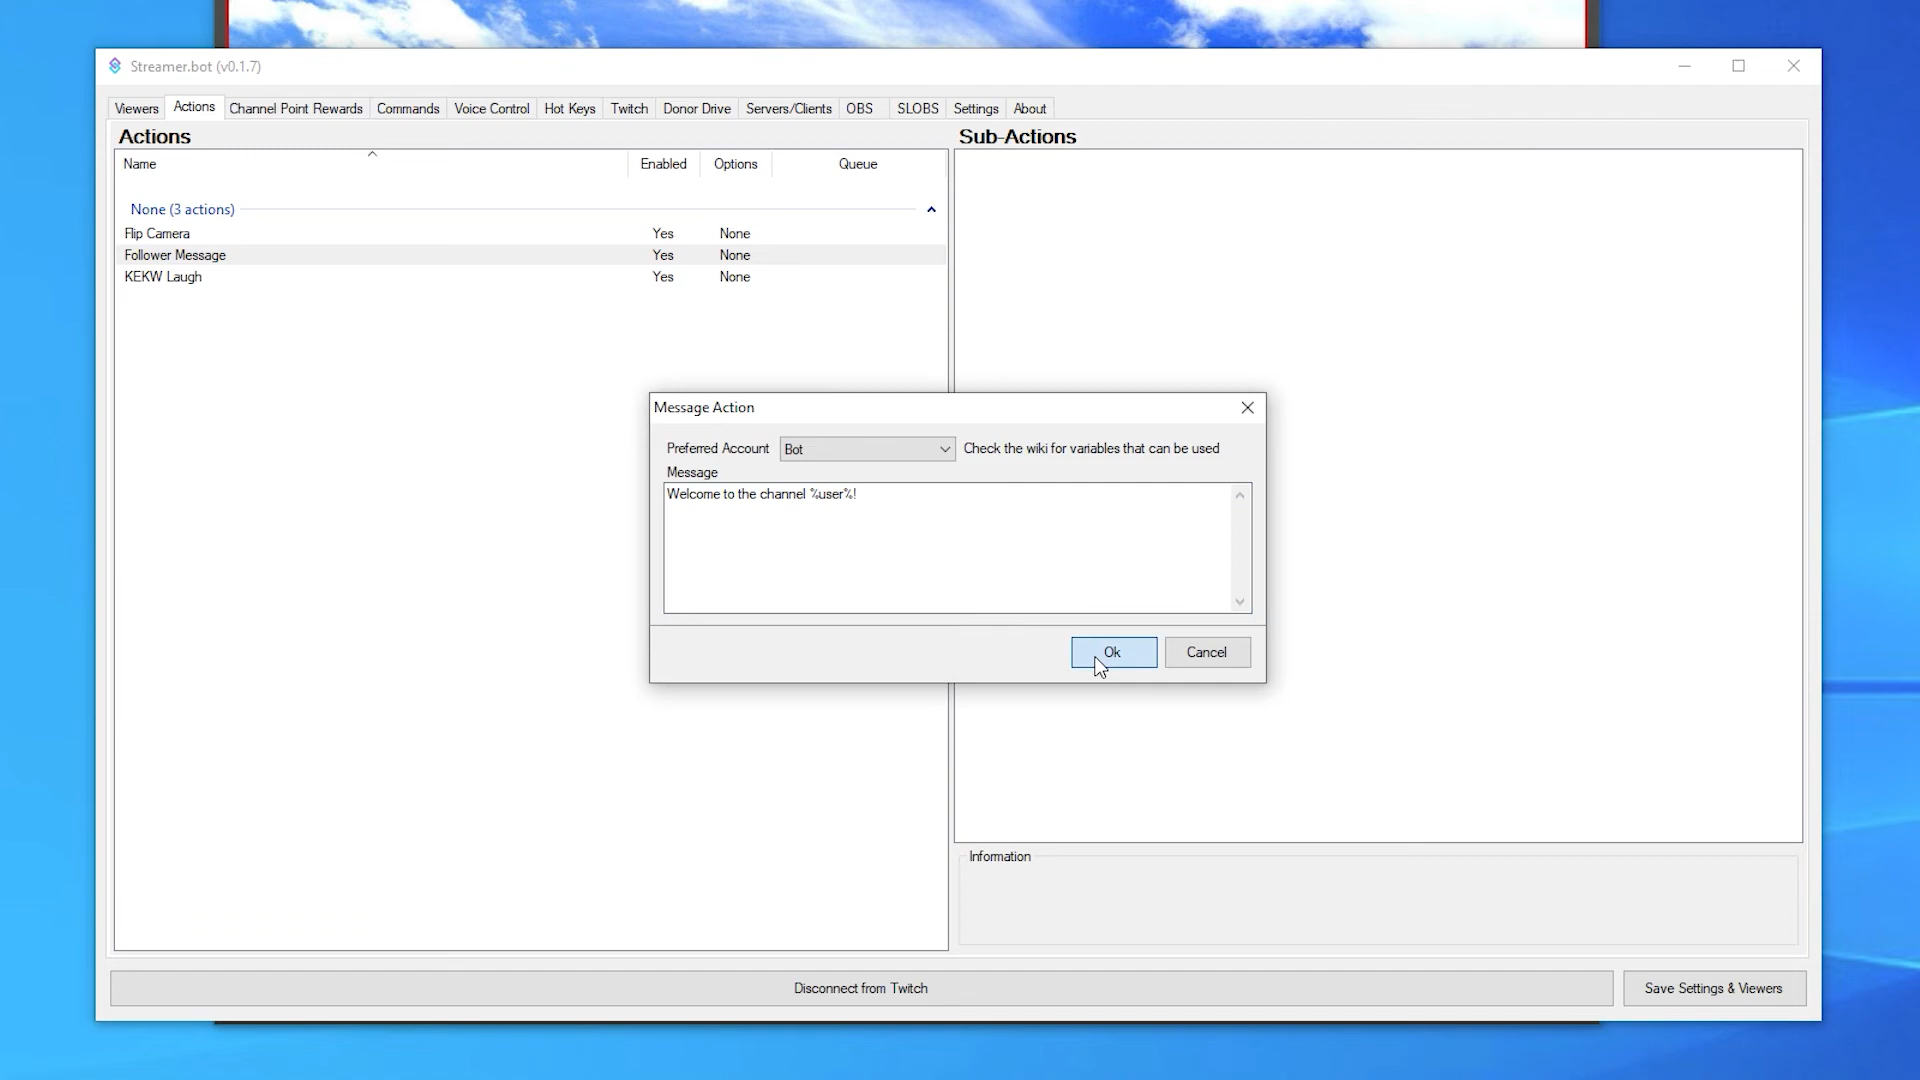 Streamer.bot (v0.1.7)
Viewers Actions Channel Point Rewards Commands Voice Control Hot Keys Twitch Donor Drive Servers/Clients OBS SLOBS Settings About
Actions Sub-Actions
Name Enabled Options Queue
None (3 actions)
Flip Camera Yes None
Follower Message Yes None
KEKW Laugh Yes None
Message Action
Preferred Account Bot Check the wiki for variables that can be used
Message
Welcome to the channel %user%!
Ok Cancel
Information
Disconnect from Twitch Save Settings & Viewers